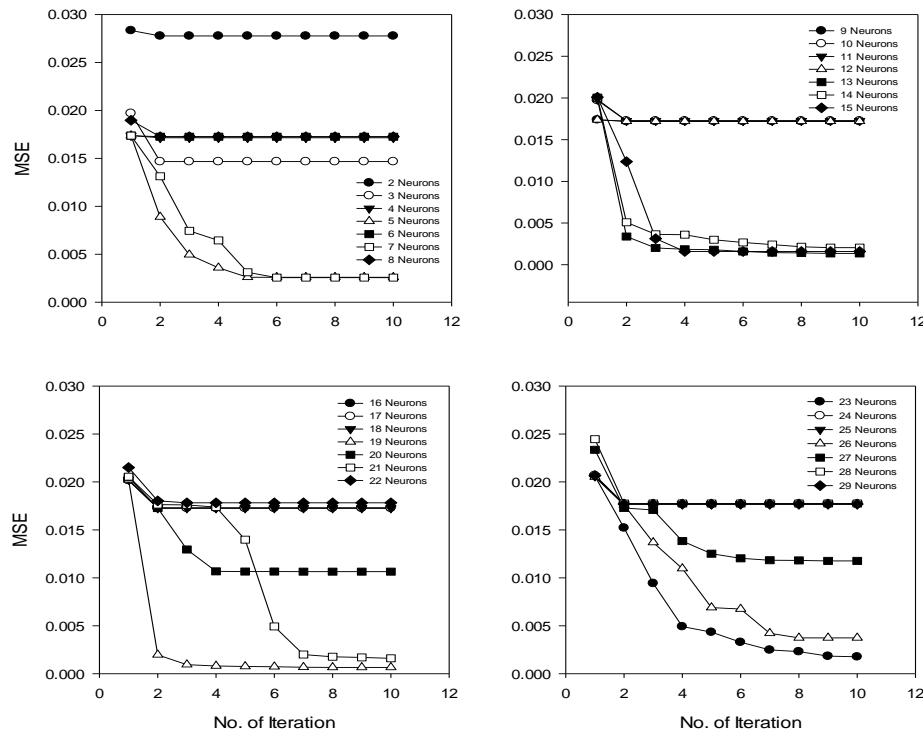 MSE
0.030
0.025
0.020
0.015
0.010
0.005
0.000
0 2 4 6 8 10 12
2 Neurons
3 Neurons
4 Neurons
5 Neurons
6 Neurons
7 Neurons
8 Neurons
0.030
0.025
0.020
0.015
0.010
0.005
0.000
0 2 4 6 8 10 12
9 Neurons
10 Neurons
11 Neurons
12 Neurons
13 Neurons
14 Neurons
15 Neurons
MSE
0.030
0.025
0.020
0.015
0.010
0.005
0.000
0 2 4 6 8 10 12
No. of Iteration
16 Neurons
17 Neurons
18 Neurons
19 Neurons
20 Neurons
21 Neurons
22 Neurons
0.030
0.025
0.020
0.015
0.010
0.005
0.000
0 2 4 6 8 10 12
No. of Iteration
23 Neurons
24 Neurons
25 Neurons
26 Neurons
27 Neurons
28 Neurons
29 Neurons